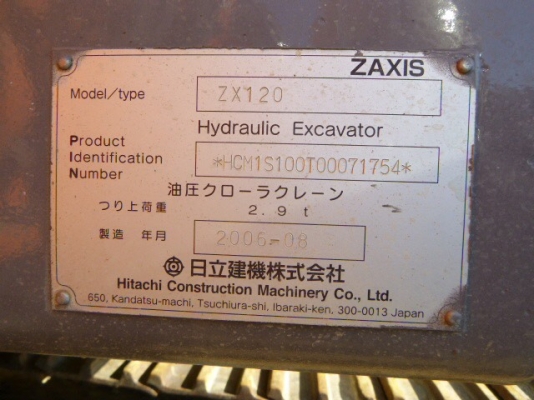 ZAXIS
Model/type ZX120
Hydraulic Excavator
Product Identification Number *HCM1S100T00071754*
油圧クローラクレーン
つり上荷重 2.9t
製造 年月 2006-08
日立建機株式会社
Hitachi Construction Machinery Co., Ltd.
650, Kandatsu-machi, Tsuchiura-shi, Ibaraki-ken, 300-0013 Japan